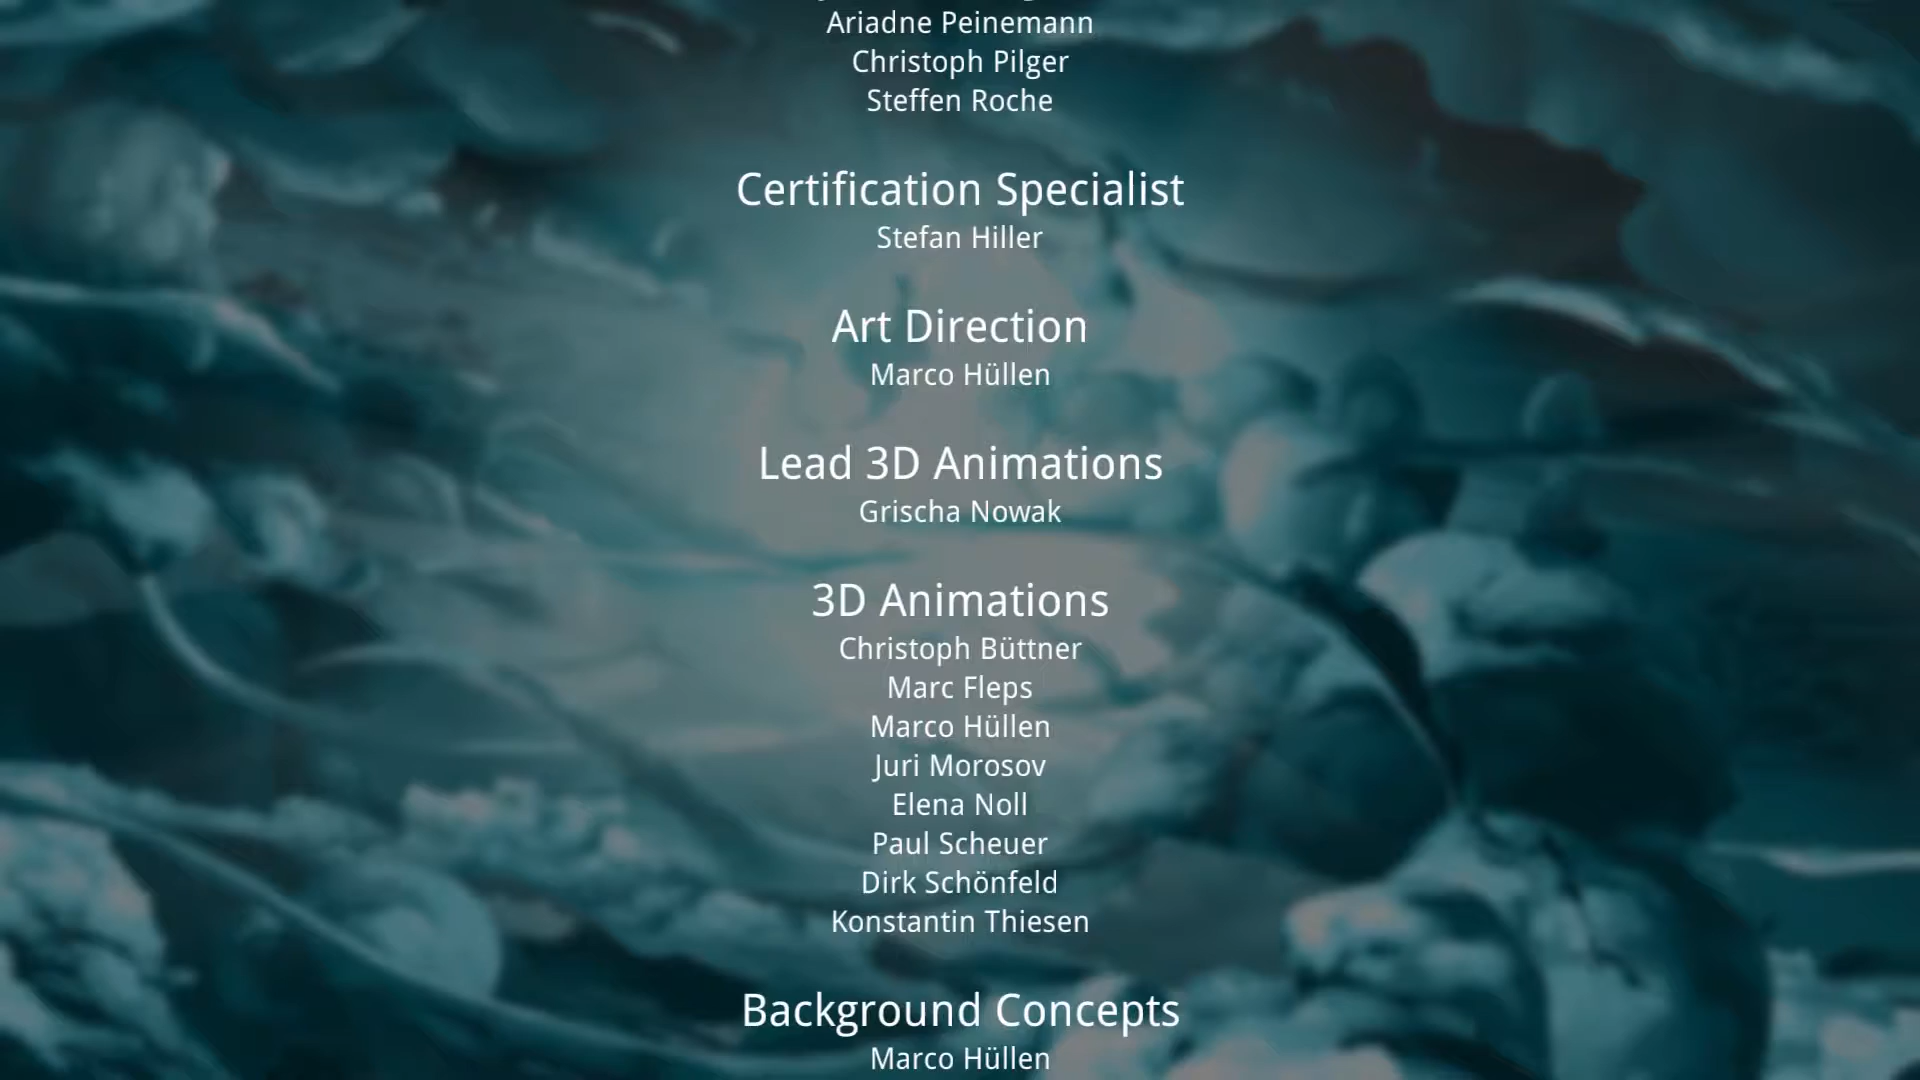 Ariadne Peinemann
Christoph Pilger
Steffen Roche
Certification Specialist
Stefan Hiller
Art Direction
Marco Hüllen
Lead 3D Animations
Grischa Nowak
3D Animations
Christoph Büttner
Marc Fleps
Marco Hüllen
Juri Morosov
Elena Noll
Paul Scheuer
Dirk Schönfeld
Konstantin Thiesen
Background Concepts
Marco Hüllen